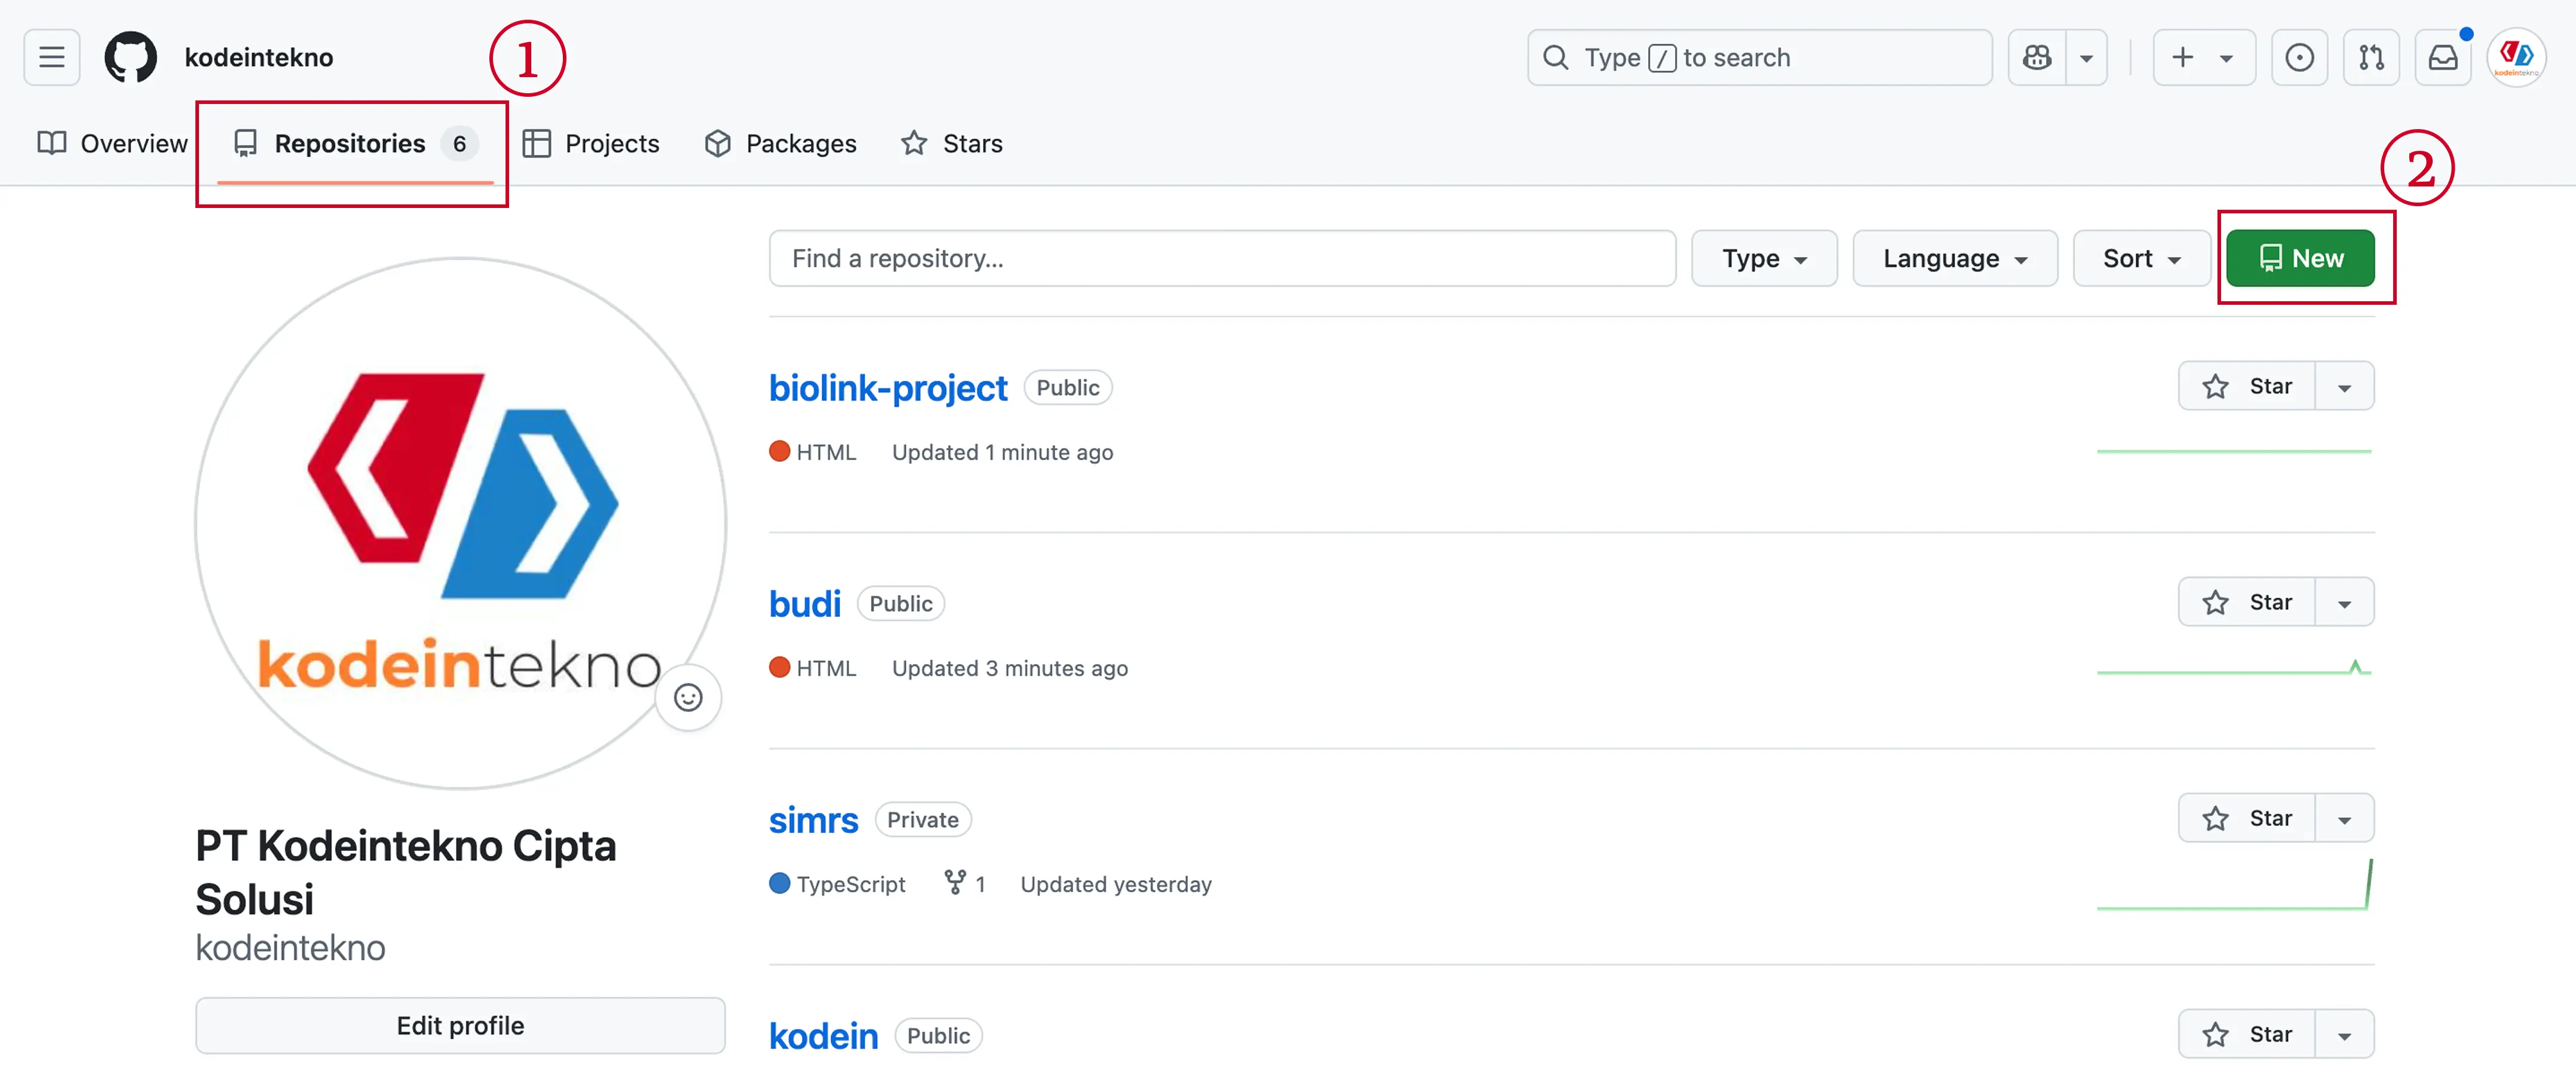 kodeintekno
1
Type / to search
kodeintekno
Overview
Repositories 6
Projects
Packages
Stars
2
Find a repository...
Type
Language
Sort
New
kodeintekno
PT Kodeintekno Cipta
Solusi
kodeintekno
Edit profile
biolink-project Public
Star
HTML Updated 1 minute ago
budi Public
Star
HTML Updated 3 minutes ago
simrs Private
Star
TypeScript 1 Updated yesterday
kodein Public
Star